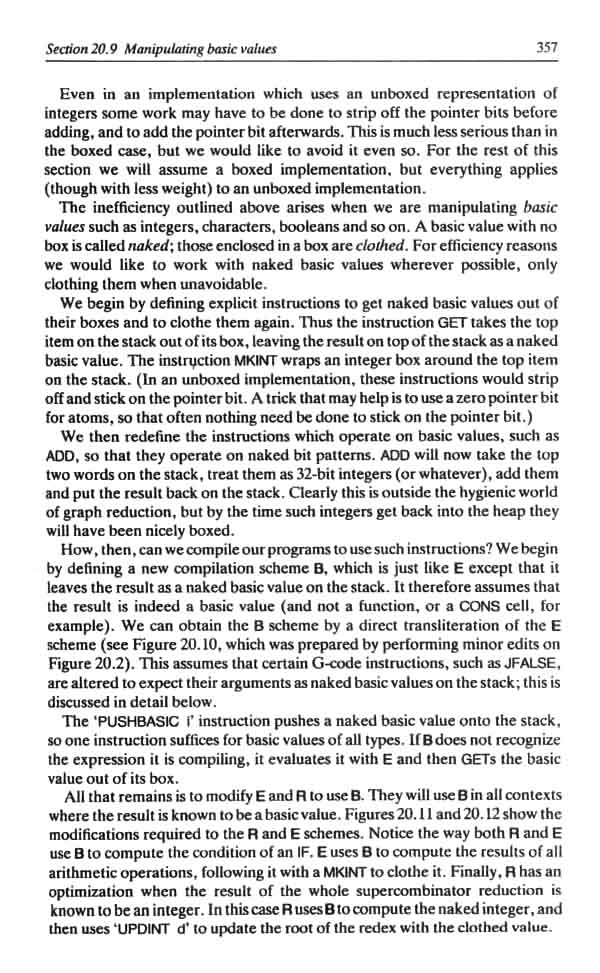 Section 20.9 Manipulating basic values 357
Even in an implementation which uses an unboxed representation of
integers some work may have to be done to strip off the pointer bits before
adding, and to add the pointer bit afterwards. This is much less serious than in
the boxed case, but we would like to avoid it even so. For the rest of this
section we will assume a boxed implementation, but everything applies
(though with less weight) to an unboxed implementation.
The inefficiency outlined above arises when we are manipulating basic
values such as integers, characters, booleans and so on. A basic value with no
box is called naked; those enclosed in a box are clothed. For efficiency reasons
we would like to work with naked basic values wherever possible, only
clothing them when unavoidable.
We begin by defining explicit instructions to get naked basic values out of
their boxes and to clothe them again. Thus the instruction GET takes the top
item on the stack out of its box, leaving the result on top of the stack as a naked
basic value. The instruction MKINT wraps an integer box around the top item
on the stack. (In an unboxed implementation, these instructions would strip
off and stick on the pointer bit. A trick that may help is to use a zero pointer bit
for atoms, so that often nothing need be done to stick on the pointer bit.)
We then redefine the instructions which operate on basic values, such as
ADD, so that they operate on naked bit patterns. ADD will now take the top
two words on the stack, treat them as 32-bit integers (or whatever), add them
and put the result back on the stack. Clearly this is outside the hygienic world
of graph reduction, but by the time such integers get back into the heap they
will have been nicely boxed.
How, then, can we compile our programs to use such instructions? We begin
by defining a new compilation scheme B, which is just like E except that it
leaves the result as a naked basic value on the stack. It therefore assumes that
the result is indeed a basic value (and not a function, or a CONS cell, for
example). We can obtain the B scheme by a direct transliteration of the E
scheme (see Figure 20.10, which was prepared by performing minor edits on
Figure 20.2). This assumes that certain G-code instructions, such as JFALSE,
are altered to expect their arguments as naked basic values on the stack; this is
discussed in detail below.
The 'PUSHBASIC i' instruction pushes a naked basic value onto the stack,
so one instruction suffices for basic values of all types. If B does not recognize
the expression it is compiling, it evaluates it with E and then GETs the basic
value out of its box.
All that remains is to modify E and R to use B. They will use B in all contexts
where the result is known to be a basic value. Figures 20.11 and 20.12 show the
modifications required to the R and E schemes. Notice the way both R and E
use B to compute the condition of an IF. E uses B to compute the results of all
arithmetic operations, following it with a MKINT to clothe it. Finally, R has an
optimization when the result of the whole supercombinator reduction is
known to be an integer. In this case R uses B to compute the naked integer, and
then uses 'UPDINT d' to update the root of the redex with the clothed value.